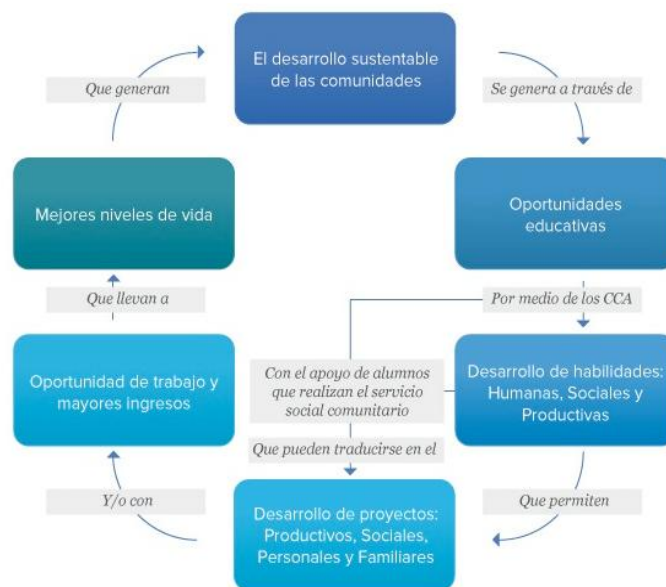 El desarrollo sustentable
de las comunidades
Se genera a través de
Oportunidades
educativas
Por medio de los CCA
Desarrollo de habilidades:
Humanas, Sociales y
Productivas
Con el apoyo de alumnos
que realizan el servicio
social comunitario
Que pueden traducirse en el
Que permiten
Desarrollo de proyectos:
Productivos, Sociales,
Personales y Familiares
Y/o con
Oportunidad de trabajo y
mayores ingresos
Que llevan a
Mejores niveles de vida
Que generan